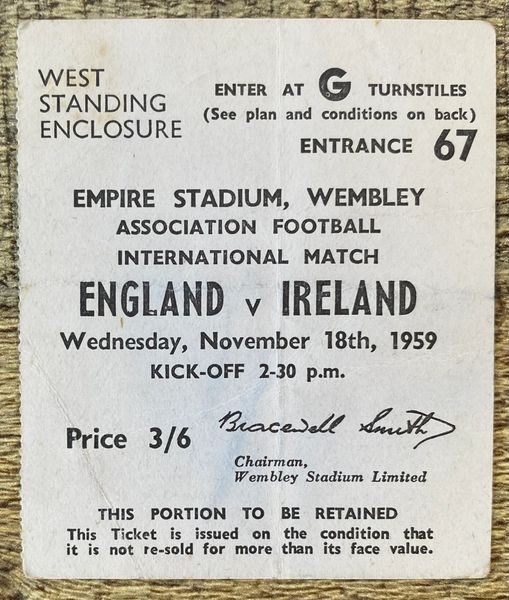 WEST
STANDING
ENCLOSURE
ENTER AT G TURNSTILES
(See plan and conditions on back)
ENTRANCE 67
EMPIRE STADIUM, WEMBLEY
ASSOCIATION FOOTBALL
INTERNATIONAL MATCH
ENGLAND v IRELAND
Wednesday, November 18th, 1959
KICK-OFF 2-30 p.m.
Price 3/6
Bracewell Smith
Chairman,
Wembley Stadium Limited
THIS PORTION TO BE RETAINED
This Ticket is issued on the condition that
it is not re-sold for more than its face value.